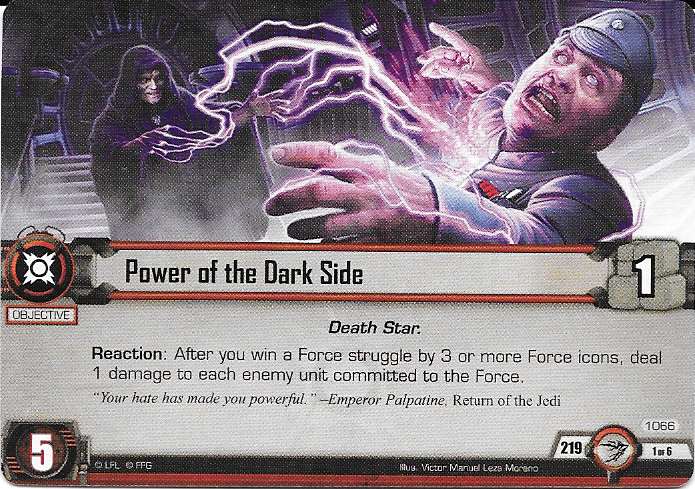 Power of the Dark Side
1
OBJECTIVE
Death Star.
Reaction: After you win a Force struggle by 3 or more Force icons, deal
1 damage to each enemy unit committed to the Force.
“Your hate has made you powerful.” –Emperor Palpatine, Return of the Jedi
1066
5
© LFL © FFG
Illus. Victor Manuel Leza Moreno
219
1 OF 6